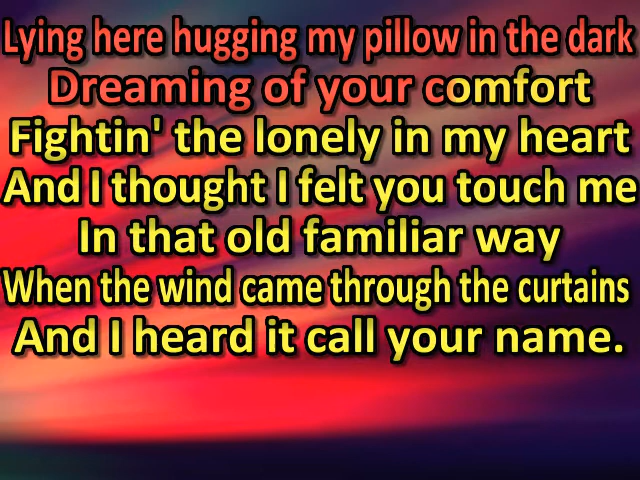 Lying here hugging my pillow in the dark
Dreaming of your comfort
Fightin' the lonely in my heart
And I thought I felt you touch me
In that old familiar way
When the wind came through the curtains
And I heard it call your name.